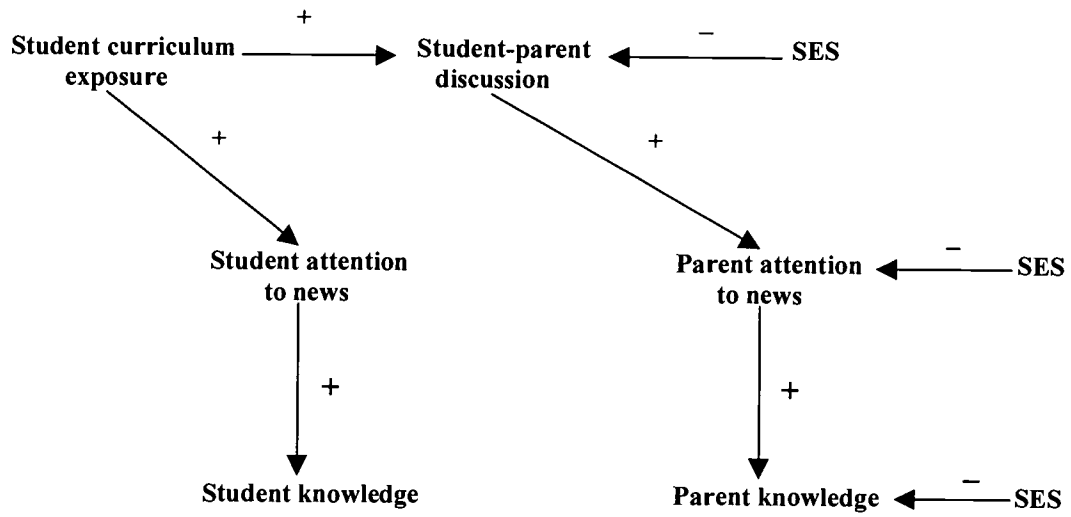 +
Student curriculum
exposure
Student-parent
discussion
−
SES
+
+
Student attention
to news
Parent attention
to news
−
SES
+
+
Student knowledge
Parent knowledge
−
SES